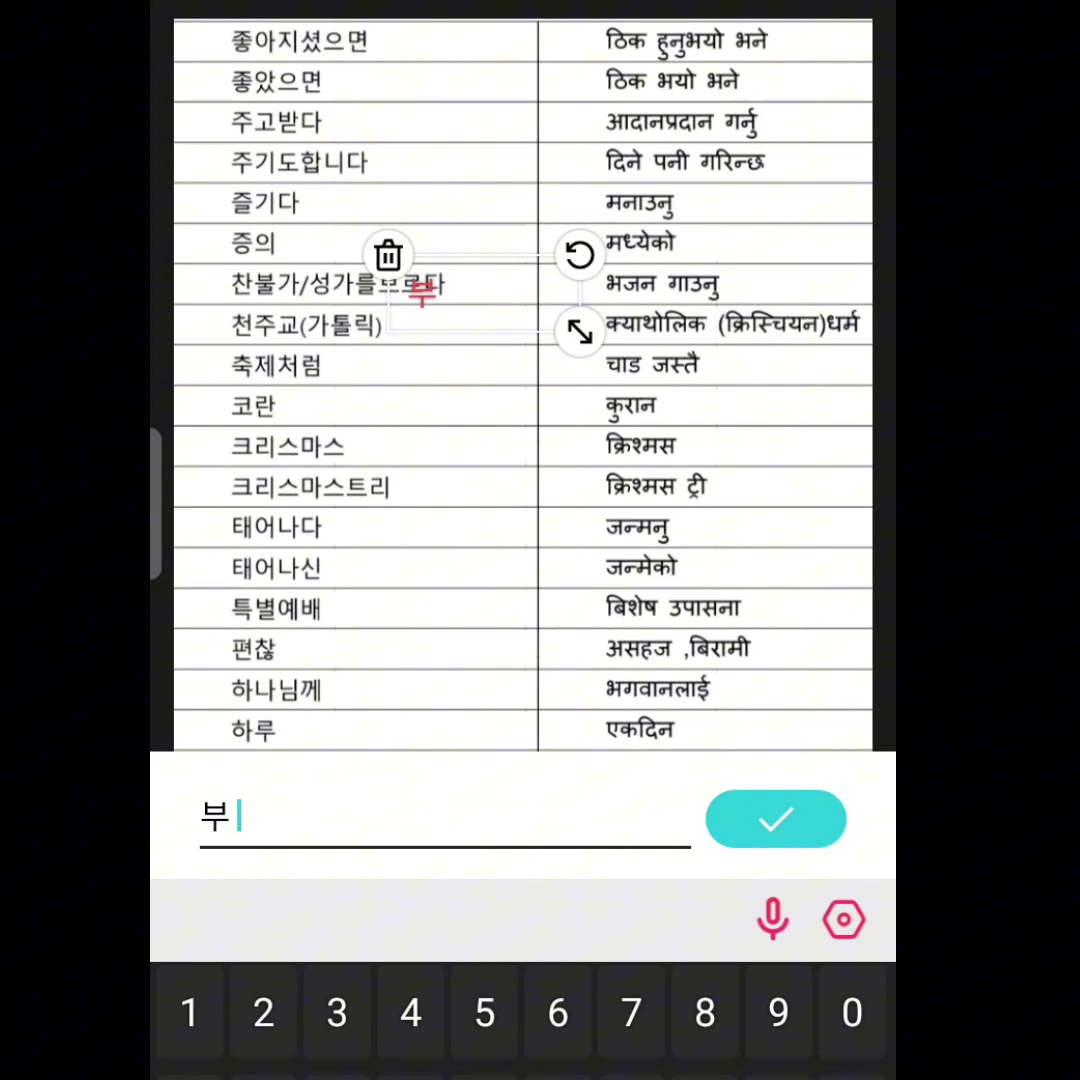 좋아지셨으면 ठिक हुनुभयो भने
좋았으면 ठिक भयो भने
주고받다 आदानप्रदान गर्नु
주기도합니다 दिने पनी गरिन्छ
즐기다 मनाउनु
증의 मध्येको
찬불가/성가를 भजन गाउनु
부
천주교(가톨릭) क्याथोलिक (क्रिस्चियन)धर्म
축제처럼 चाड जस्तै
코란 कुरान
크리스마스 क्रिश्मस
크리스마스트리 क्रिश्मस ट्री
태어나다 जन्मनु
태어나신 जन्मेको
특별예배 बिशेष उपासना
편찮 असहज ,बिरामी
하나님께 भगवानलाई
하루 एकदिन
부
1 2 3 4 5 6 7 8 9 0